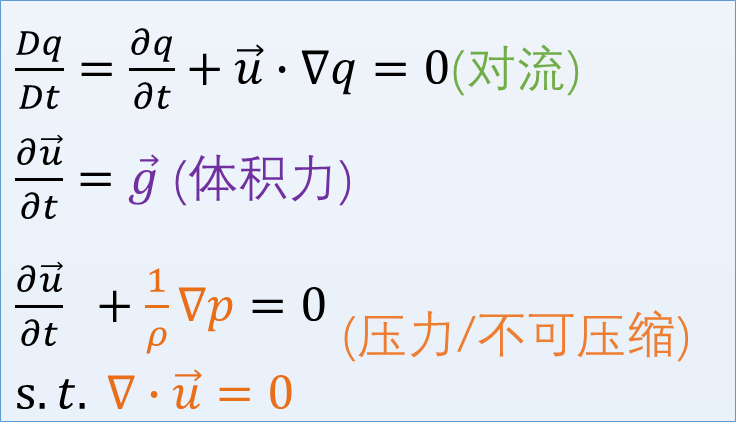 Dq/Dt = ∂q/∂t + u⃗ · ∇q = 0(对流)
∂u⃗/∂t = g⃗ (体积力)
∂u⃗/∂t + 1/ρ ∇p = 0 (压力/不可压缩)
s.t. ∇ · u⃗ = 0